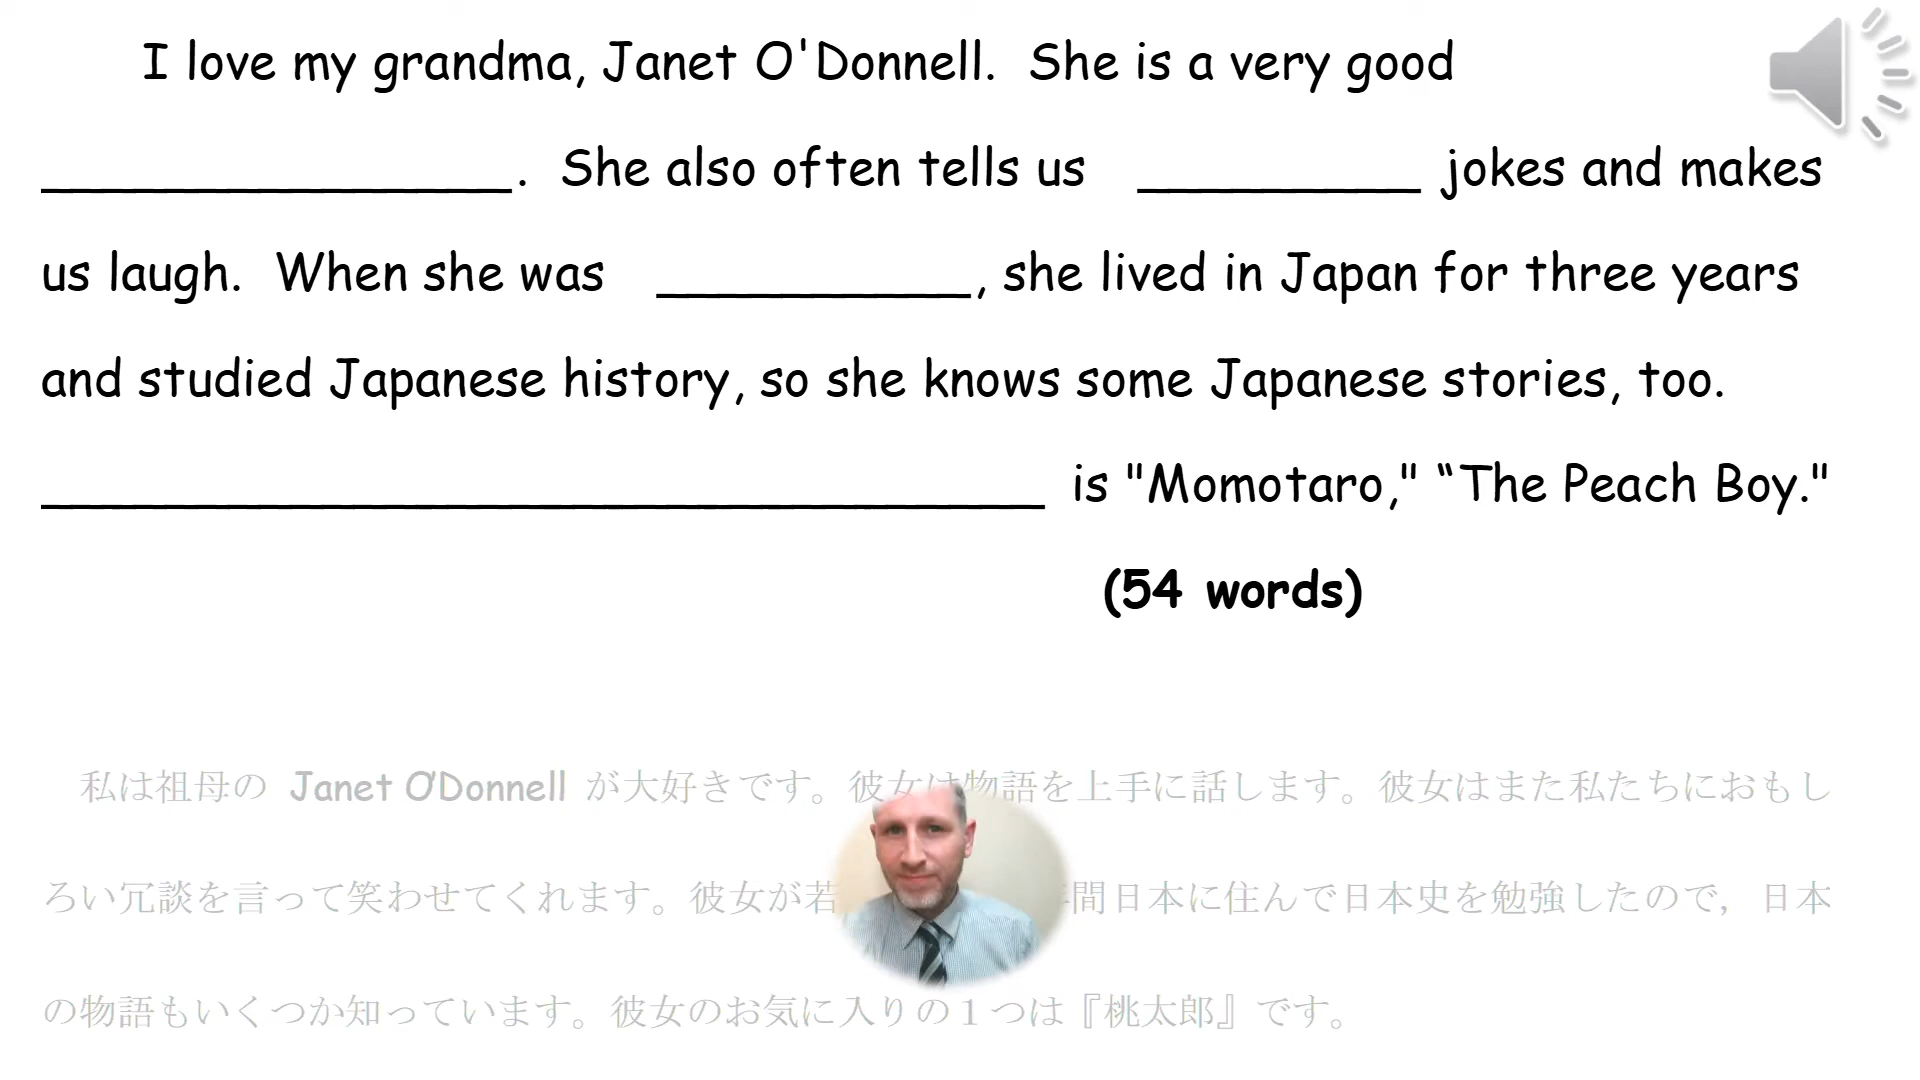 I love my grandma, Janet O'Donnell. She is a very good
_______________. She also often tells us _________ jokes and makes
us laugh. When she was __________, she lived in Japan for three years
and studied Japanese history, so she knows some Japanese stories, too.
________________________________ is "Momotaro," “The Peach Boy."
(54 words)
私は祖母の Janet O'Donnell が大好きです。彼女は物語を上手に話します。彼女はまた私たちにおもし
ろい冗談を言って笑わせてくれます。彼女が若 間日本に住んで日本史を勉強したので，日本
の物語もいくつか知っています。彼女のお気に入りの１つは『桃太郎』です。